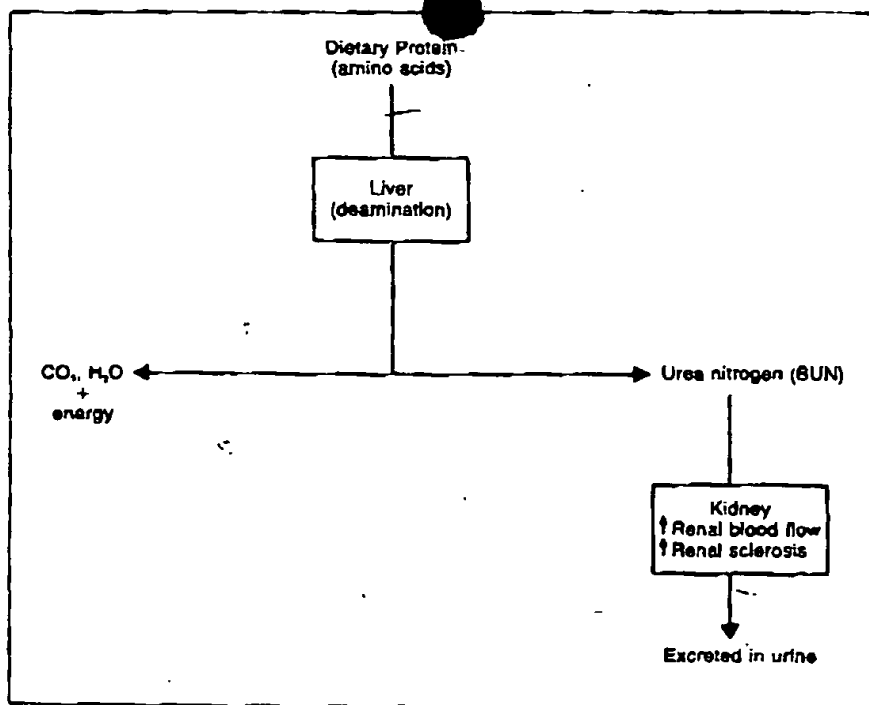 Dietary Protein
(amino acids)
Liver
(deamination)
CO₂, H₂O
+
energy
Urea nitrogen (BUN)
Kidney
↑ Renal blood flow
↑ Renal sclerosis
Excreted in urine